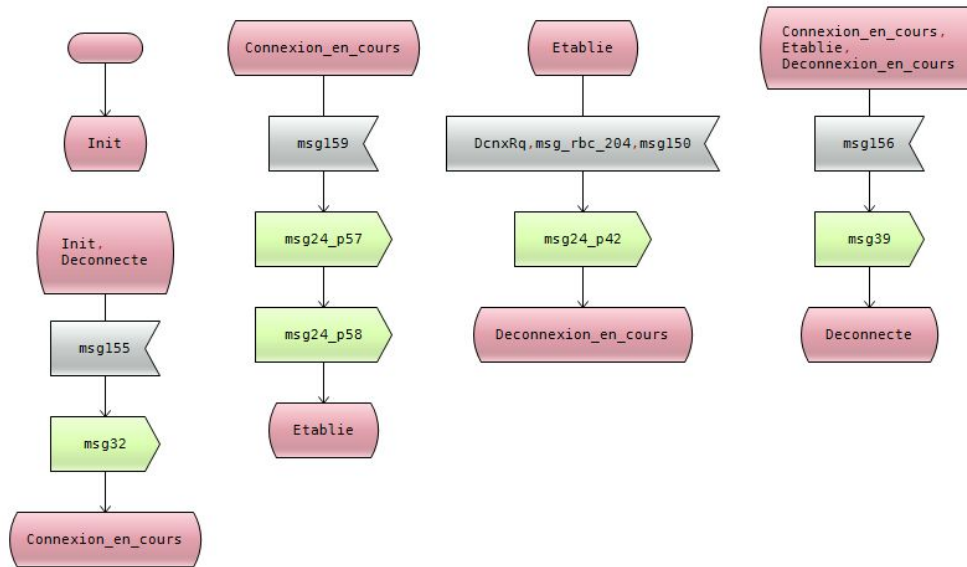 Init
Init,
Deconnecte
msg155
msg32
Connexion_en_cours
Connexion_en_cours
msg159
msg24_p57
msg24_p58
Etablie
Etablie
DcnxRq,msg_rbc_204,msg150
msg24_p42
Deconnexion_en_cours
Connexion_en_cours,
Etablie,
Deconnexion_en_cours
msg156
msg39
Deconnecte